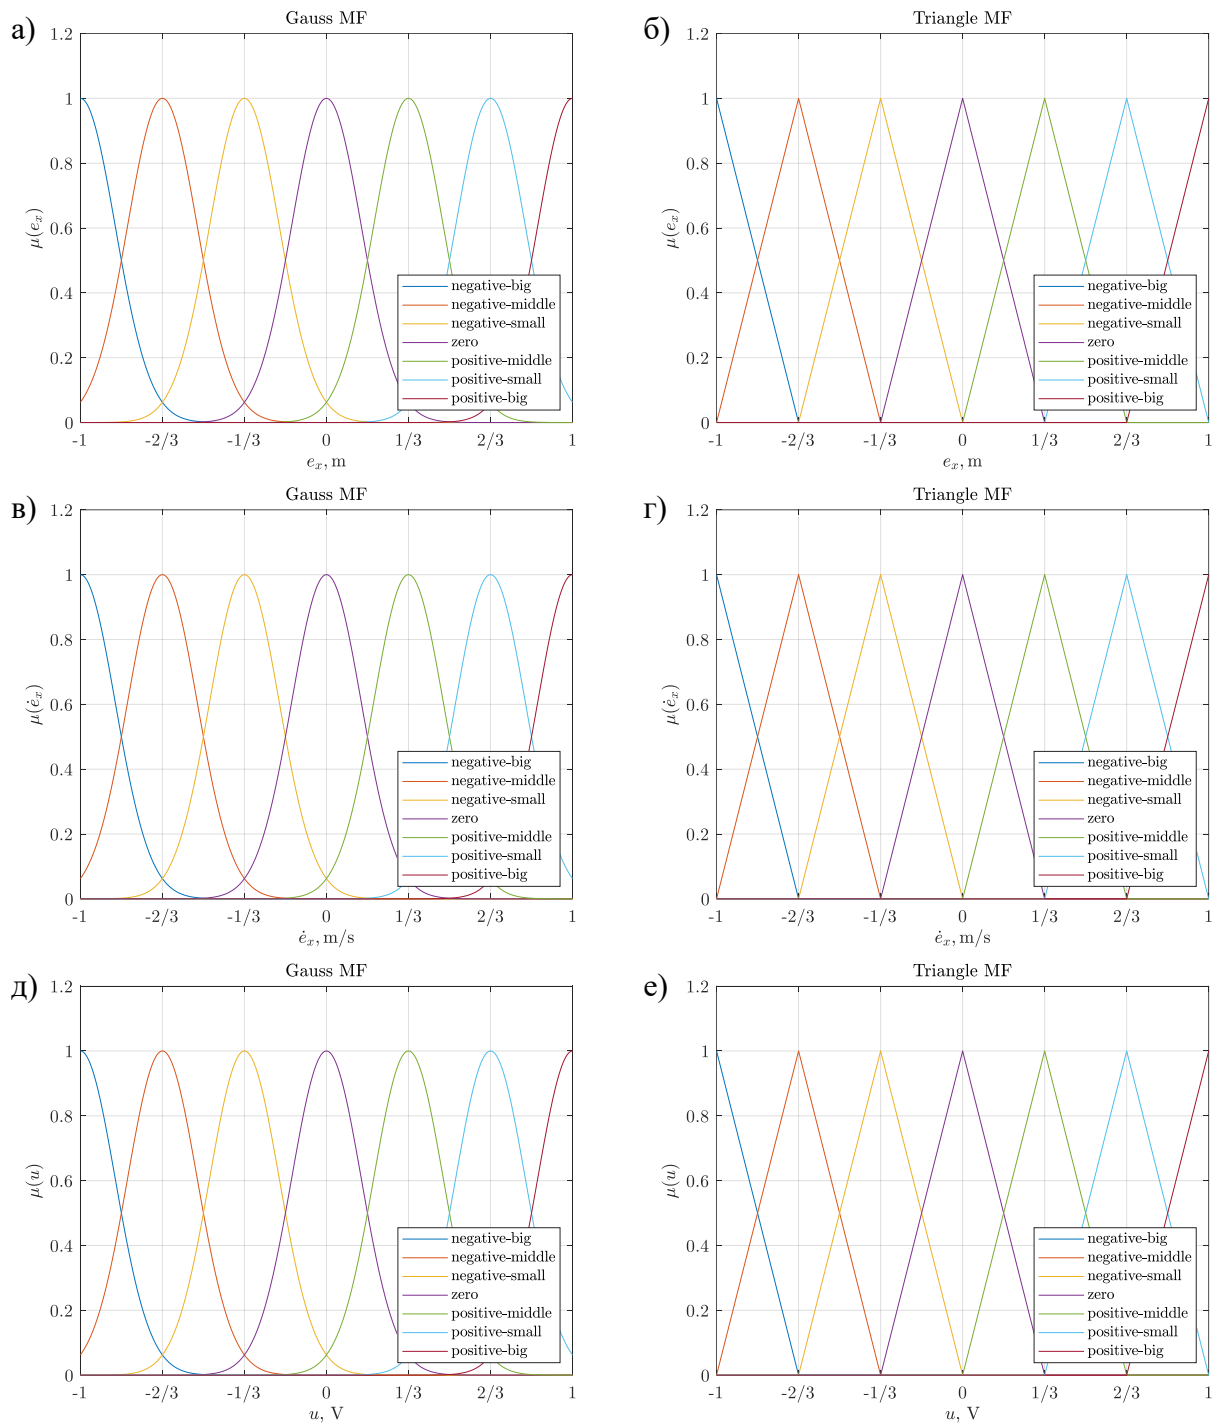 а)
Gauss MF
1.2
1
0.8
0.6
0.4
0.2
0
μ(e_x)
negative-big
negative-middle
negative-small
zero
positive-middle
positive-small
positive-big
-1 -2/3 -1/3 0 1/3 2/3 1
e_x, m
б)
Triangle MF
1.2
1
0.8
0.6
0.4
0.2
0
μ(e_x)
negative-big
negative-middle
negative-small
zero
positive-middle
positive-small
positive-big
-1 -2/3 -1/3 0 1/3 2/3 1
e_x, m
в)
Gauss MF
1.2
1
0.8
0.6
0.4
0.2
0
μ(ė_x)
negative-big
negative-middle
negative-small
zero
positive-middle
positive-small
positive-big
-1 -2/3 -1/3 0 1/3 2/3 1
ė_x, m/s
г)
Triangle MF
1.2
1
0.8
0.6
0.4
0.2
0
μ(ė_x)
negative-big
negative-middle
negative-small
zero
positive-middle
positive-small
positive-big
-1 -2/3 -1/3 0 1/3 2/3 1
ė_x, m/s
д)
Gauss MF
1.2
1
0.8
0.6
0.4
0.2
0
μ(u)
negative-big
negative-middle
negative-small
zero
positive-middle
positive-small
positive-big
-1 -2/3 -1/3 0 1/3 2/3 1
u, V
е)
Triangle MF
1.2
1
0.8
0.6
0.4
0.2
0
μ(u)
negative-big
negative-middle
negative-small
zero
positive-middle
positive-small
positive-big
-1 -2/3 -1/3 0 1/3 2/3 1
u, V